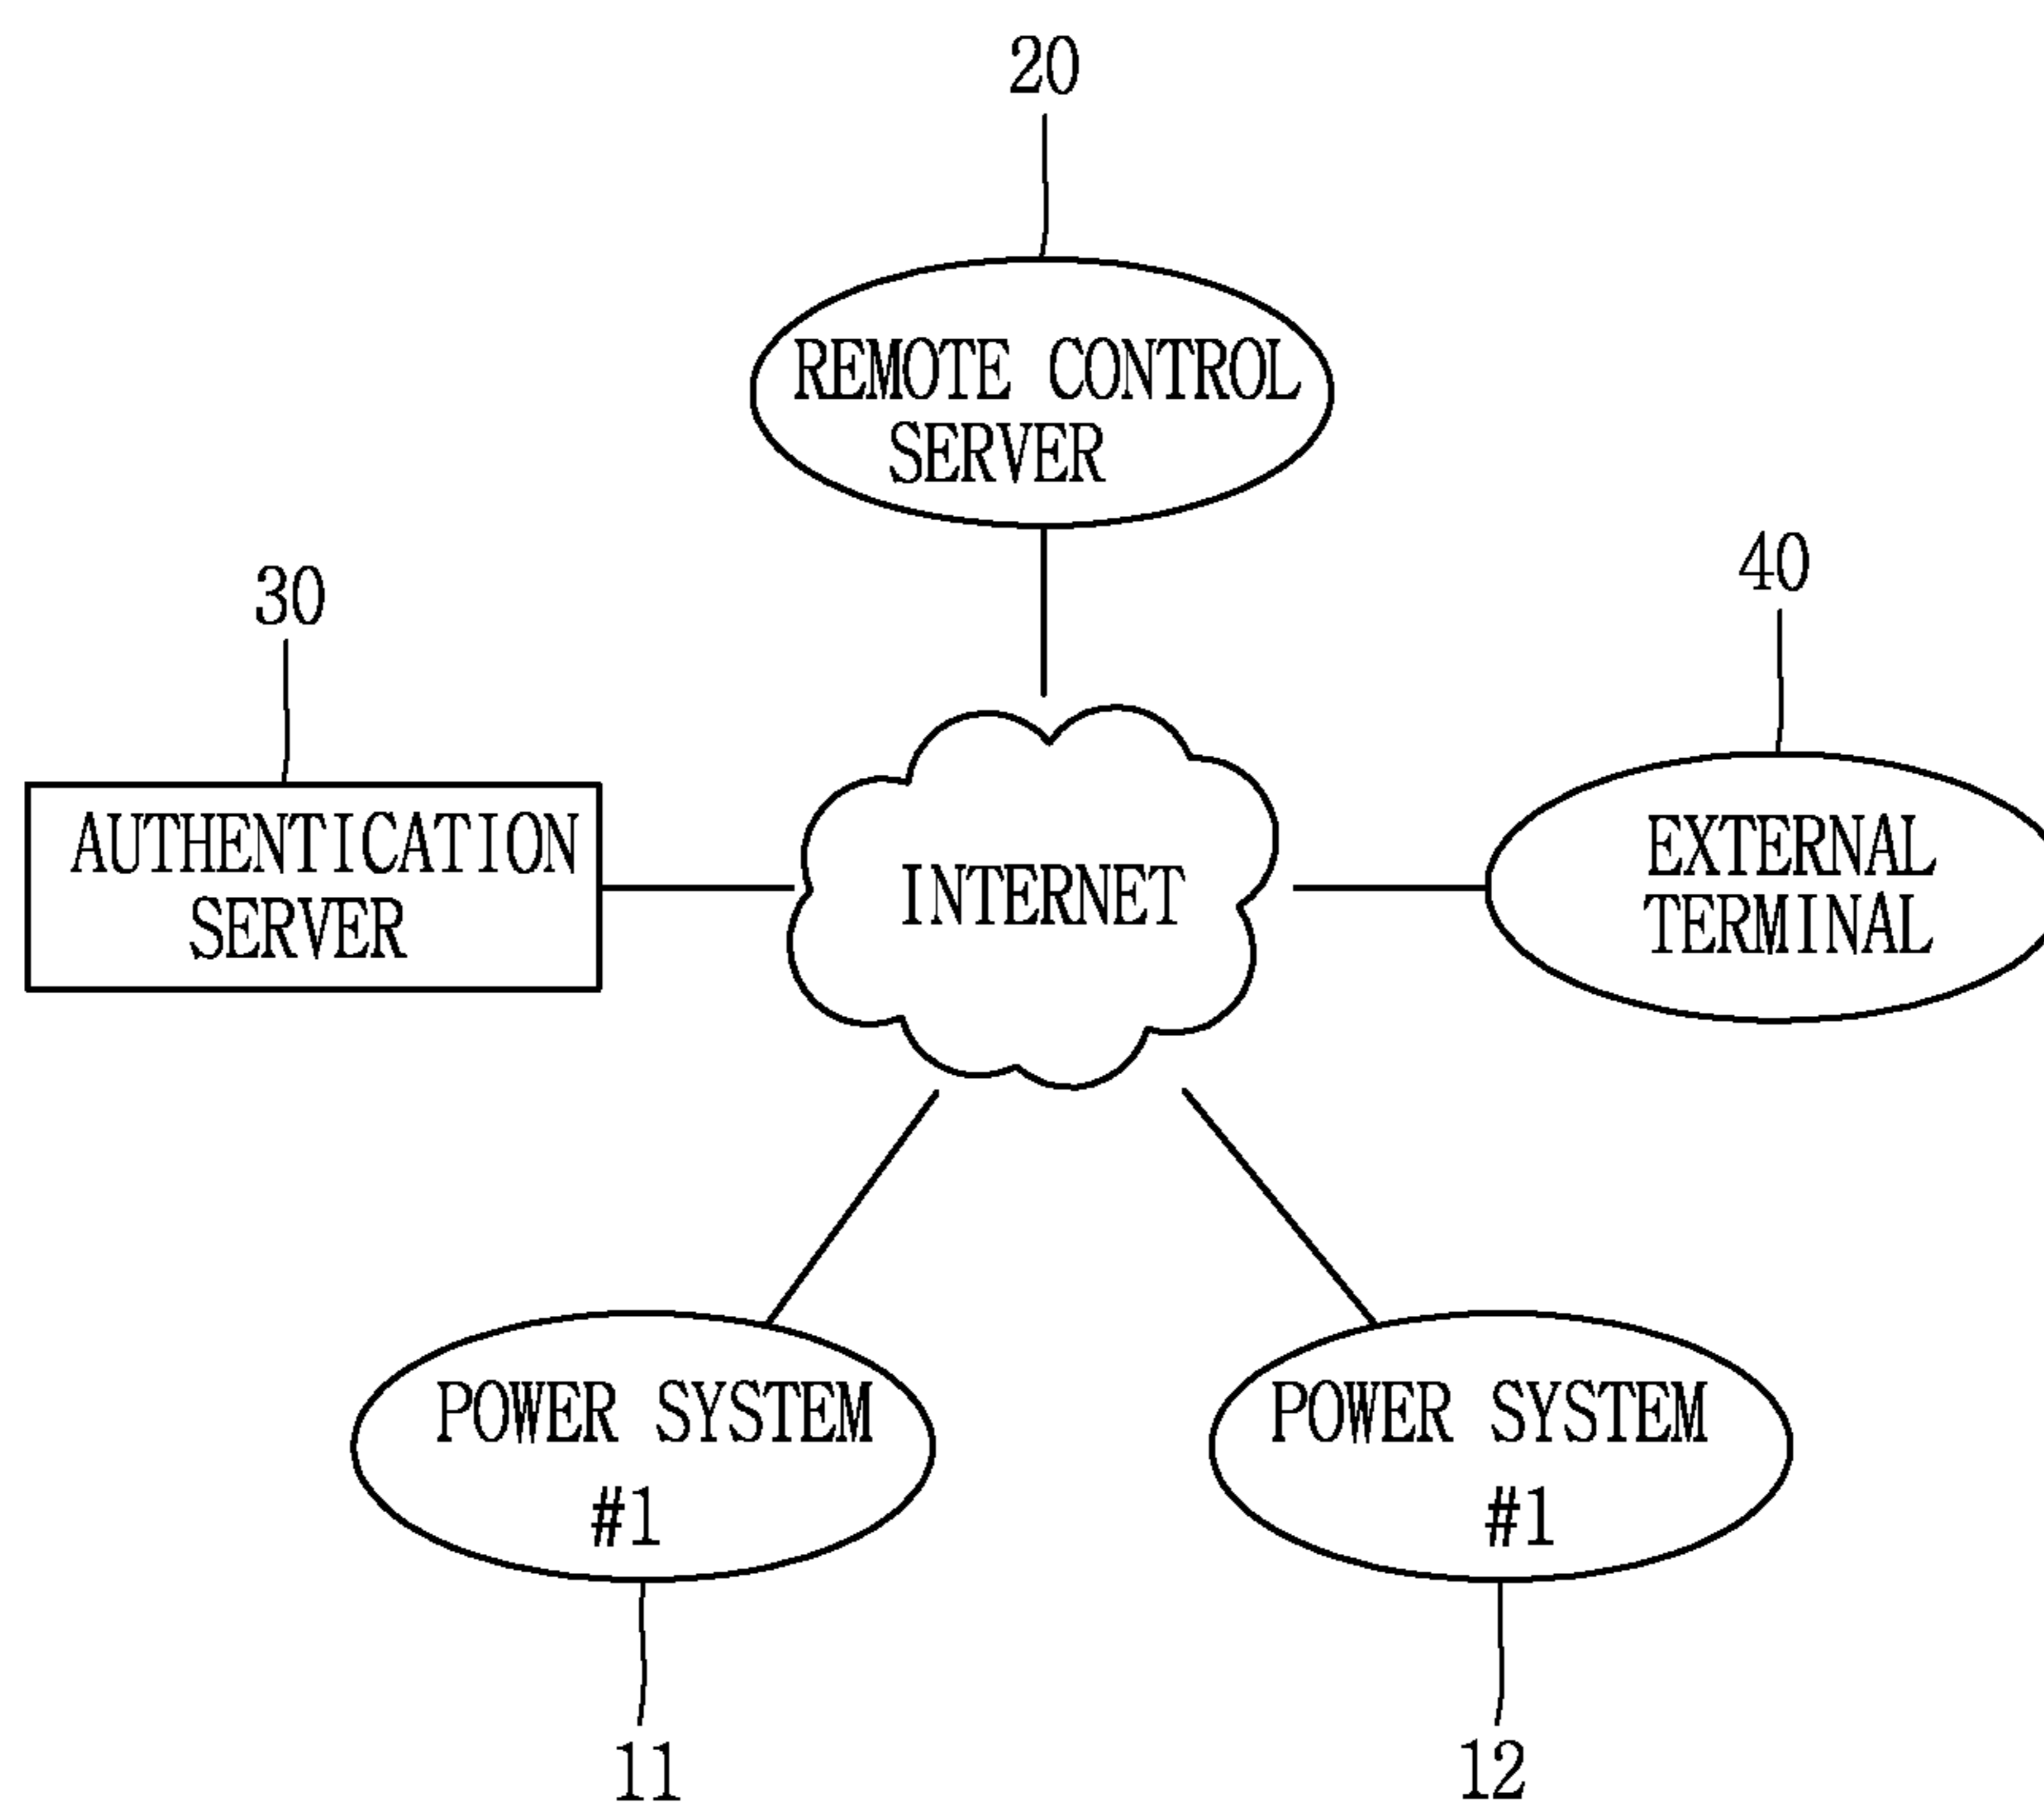 20
REMOTE CONTROL
SERVER
30
40
AUTHENTICATION
SERVER
INTERNET
EXTERNAL
TERMINAL
POWER SYSTEM
#1
POWER SYSTEM
#1
11
12